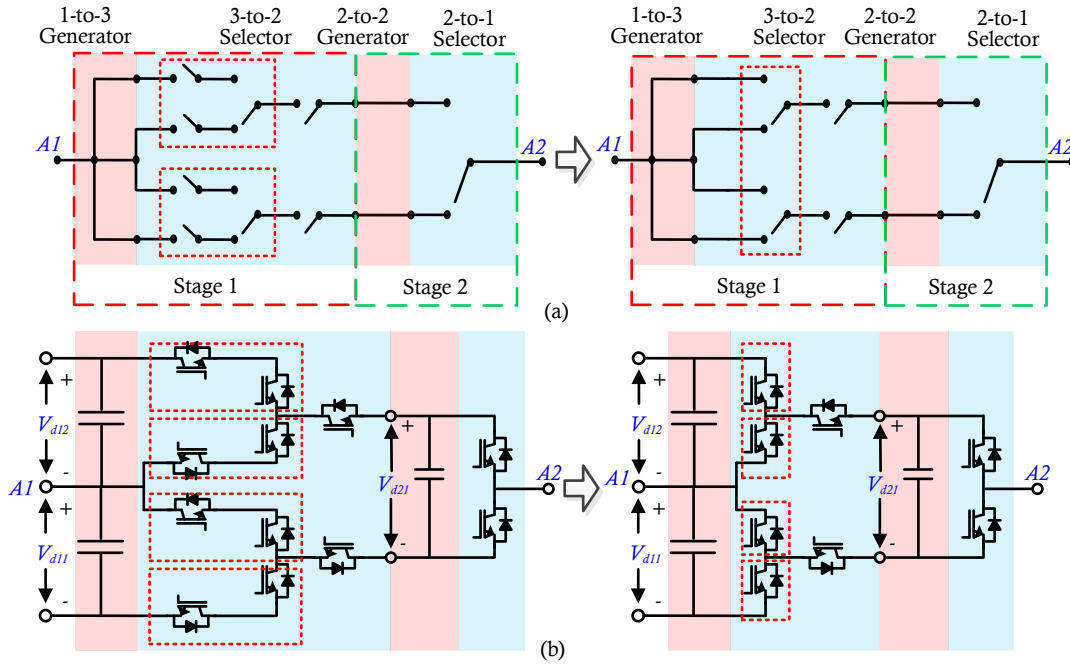 1-to-3 3-to-2 2-to-2 2-to-1
Generator Selector Generator Selector
A1
A2
Stage 1 Stage 2
1-to-3 3-to-2 2-to-2 2-to-1
Generator Selector Generator Selector
A1
A2
Stage 1 Stage 2
(a)
+
Vd12
-
A1
+
Vd11
-
+
Vd21
-
A2
+
Vd12
-
A1
+
Vd11
-
+
Vd21
-
A2
(b)